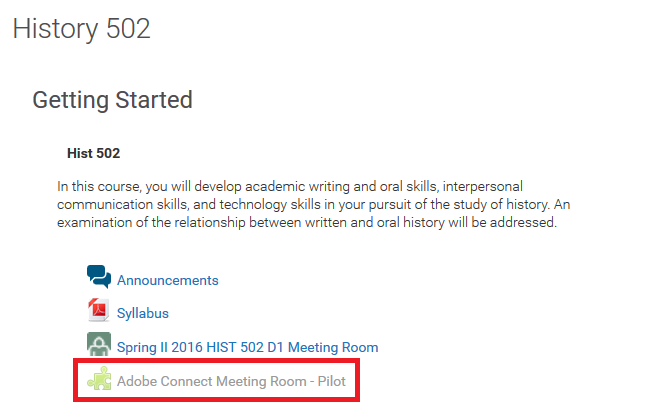 History 502
Getting Started
Hist 502
In this course, you will develop academic writing and oral skills, interpersonal
communication skills, and technology skills in your pursuit of the study of history. An
examination of the relationship between written and oral history will be addressed.
Announcements
Syllabus
Spring II 2016 HIST 502 D1 Meeting Room
Adobe Connect Meeting Room - Pilot